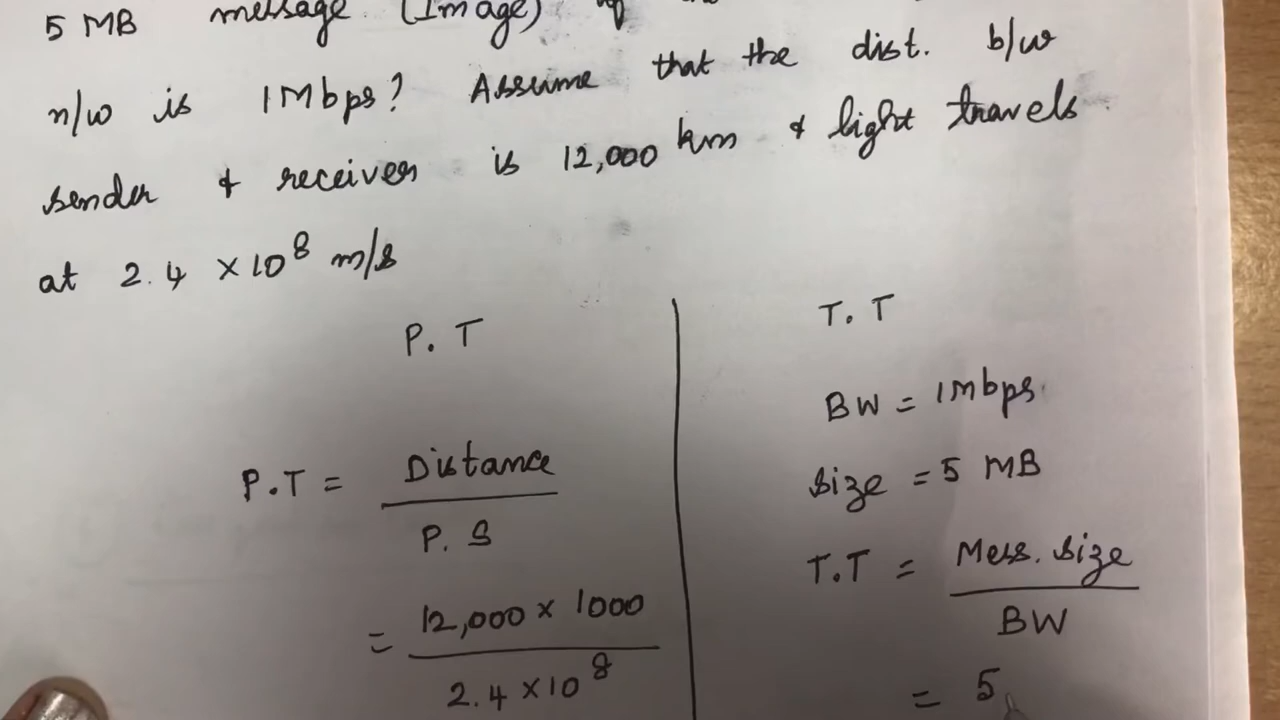 5 MB message (Image) if the
n/w is 1Mbps? Assume that the dist. b/w
sender & receiver is 12,000 km & light travels
at 2.4 × 10⁸ m/s
P. T
P.T = Distance
P. S
= 12,000 × 1000
2.4 × 10⁸
T. T
BW = 1Mbps.
Size = 5 MB
T.T = Mess. Size
BW
= 5